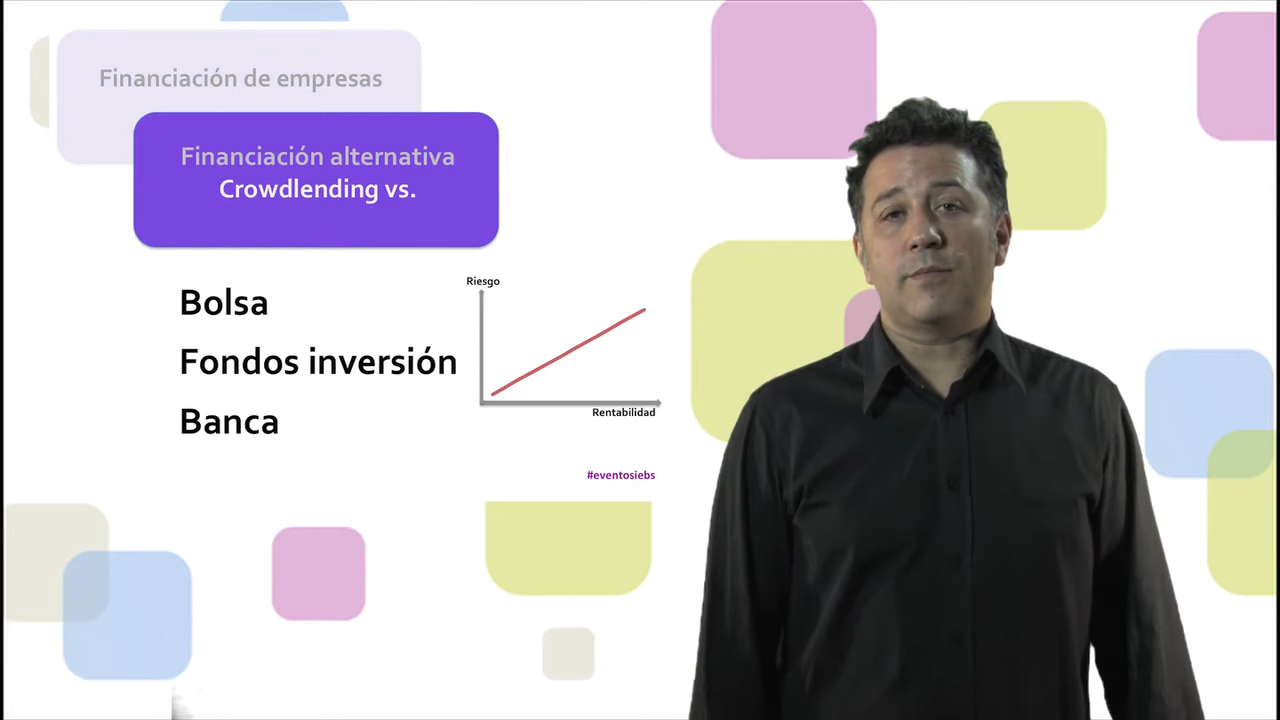 Financiación de empresas
Financiación alternativa
Crowdlending vs.
Bolsa
Fondos inversión
Banca
Riesgo
Rentabilidad
#eventosiebs